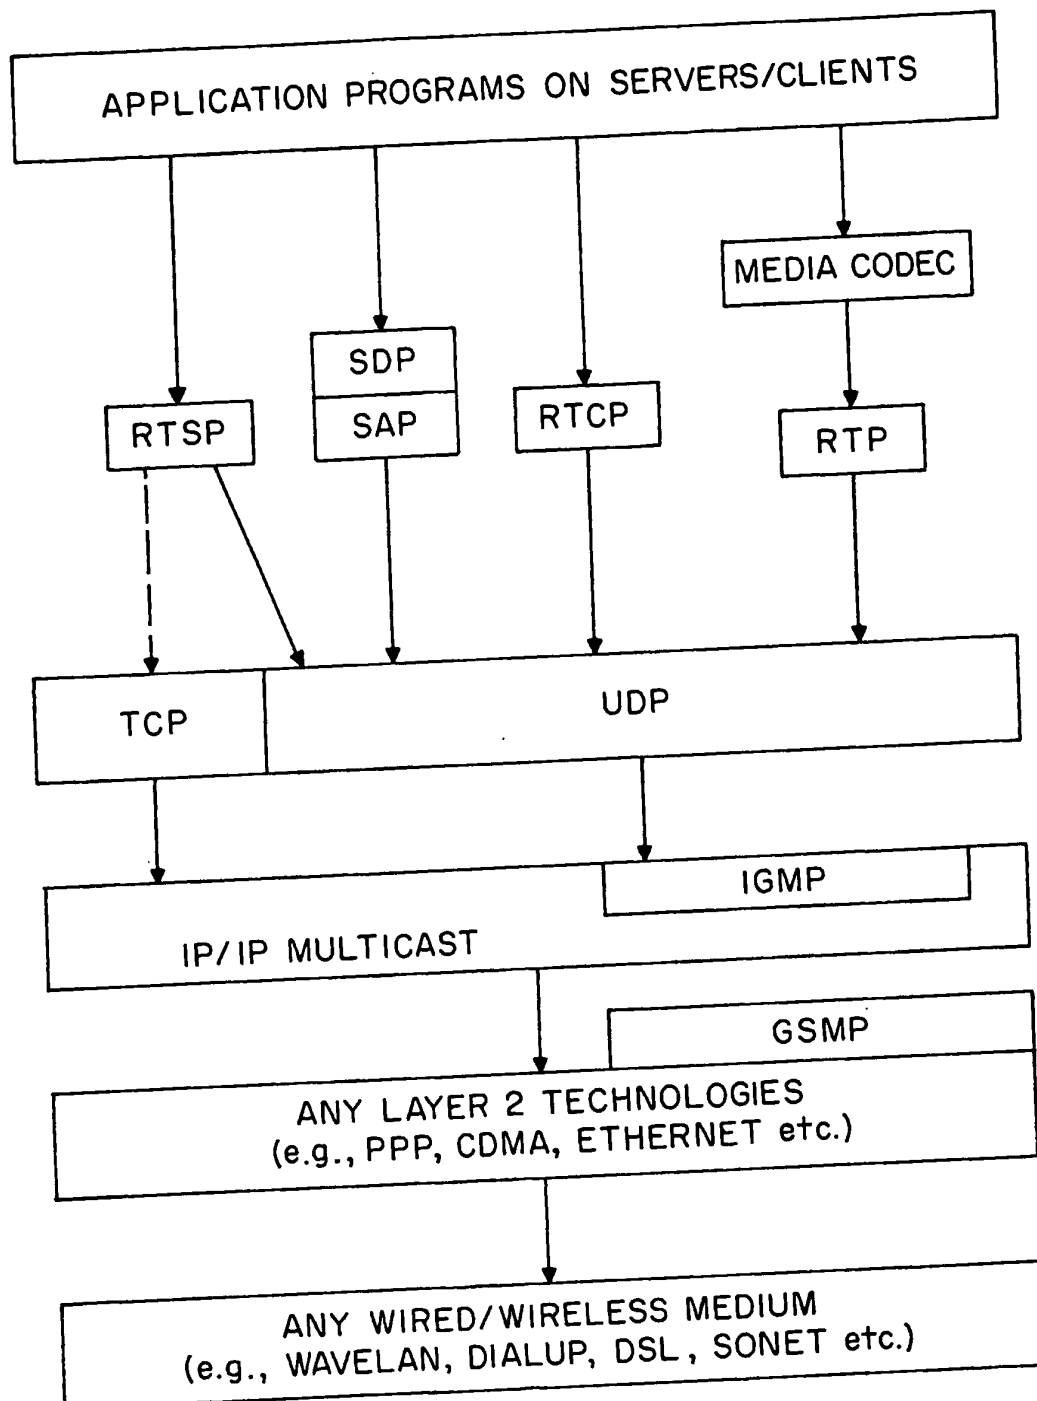 APPLICATION PROGRAMS ON SERVERS/CLIENTS
MEDIA CODEC
SDP
SAP
RTSP
RTCP
RTP
TCP
UDP
IGMP
IP/IP MULTICAST
GSMP
ANY LAYER 2 TECHNOLOGIES
(e.g., PPP, CDMA, ETHERNET etc.)
ANY WIRED/WIRELESS MEDIUM
(e.g., WAVELAN, DIALUP, DSL, SONET etc.)